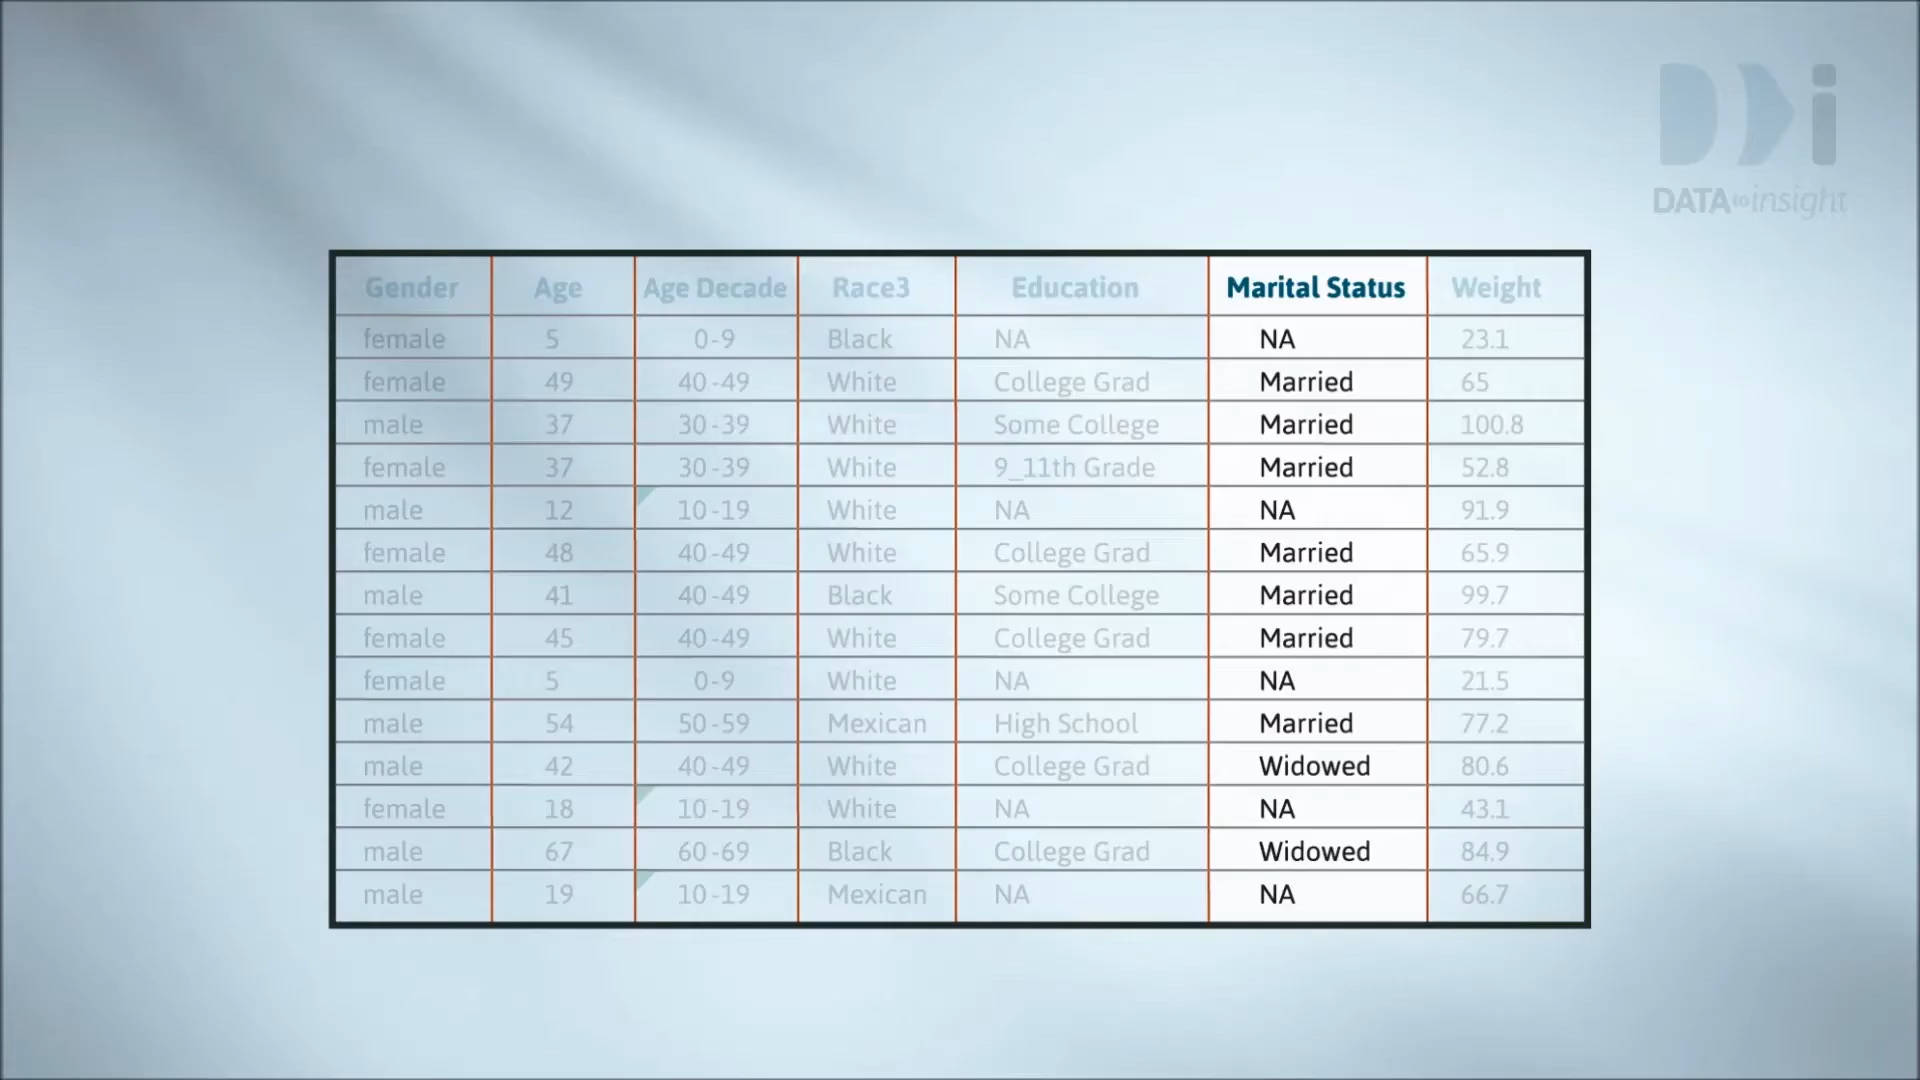 DATA to insight
Gender Age Age Decade Race3 Education Marital Status Weight
female 5 0-9 Black NA NA 23.1
female 49 40-49 White College Grad Married 65
male 37 30-39 White Some College Married 100.8
female 37 30-39 White 9_11th Grade Married 52.8
male 12 10-19 White NA NA 91.9
female 48 40-49 White College Grad Married 65.9
male 41 40-49 Black Some College Married 99.7
female 45 40-49 White College Grad Married 79.7
female 5 0-9 White NA NA 21.5
male 54 50-59 Mexican High School Married 77.2
male 42 40-49 White College Grad Widowed 80.6
female 18 10-19 White NA NA 43.1
male 67 60-69 Black College Grad Widowed 84.9
male 19 10-19 Mexican NA NA 66.7